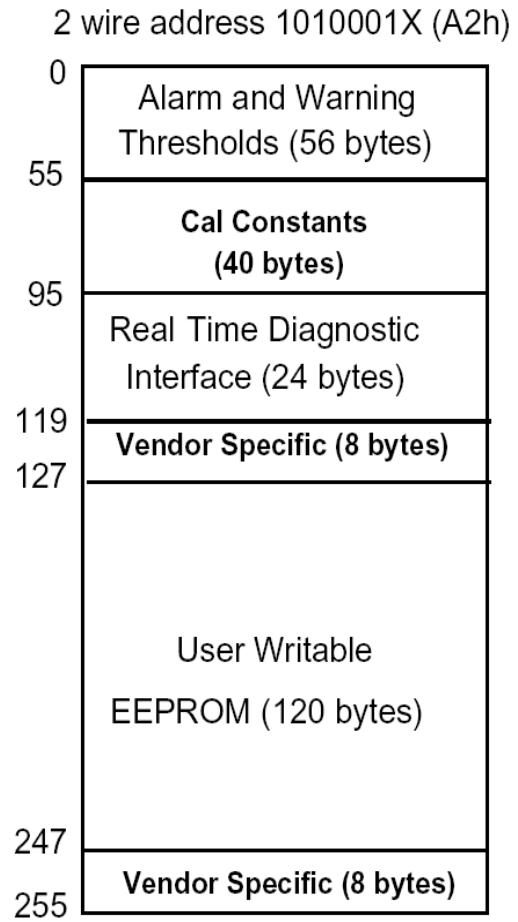 2 wire address 1010001X (A2h)
0
Alarm and Warning
Thresholds (56 bytes)
55
Cal Constants
(40 bytes)
95
Real Time Diagnostic
Interface (24 bytes)
119
Vendor Specific (8 bytes)
127
User Writable
EEPROM (120 bytes)
247
Vendor Specific (8 bytes)
255